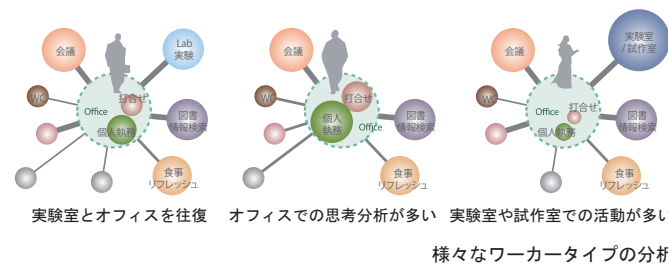 会議
Lab
実験
WC
Office
打合せ
個人執務
図書
情報検索
食事
リフレッシュ
実験室とオフィスを往復
会議
WC
打合せ
個人
執務
Office
図書
情報検索
食事
リフレッシュ
オフィスでの思考分析が多い
会議
実験室
/試作室
WC
Office
打合せ
個人執務
図書
情報検索
食事
リフレッシュ
実験室や試作室での活動が多い
様々なワーカータイプの分析